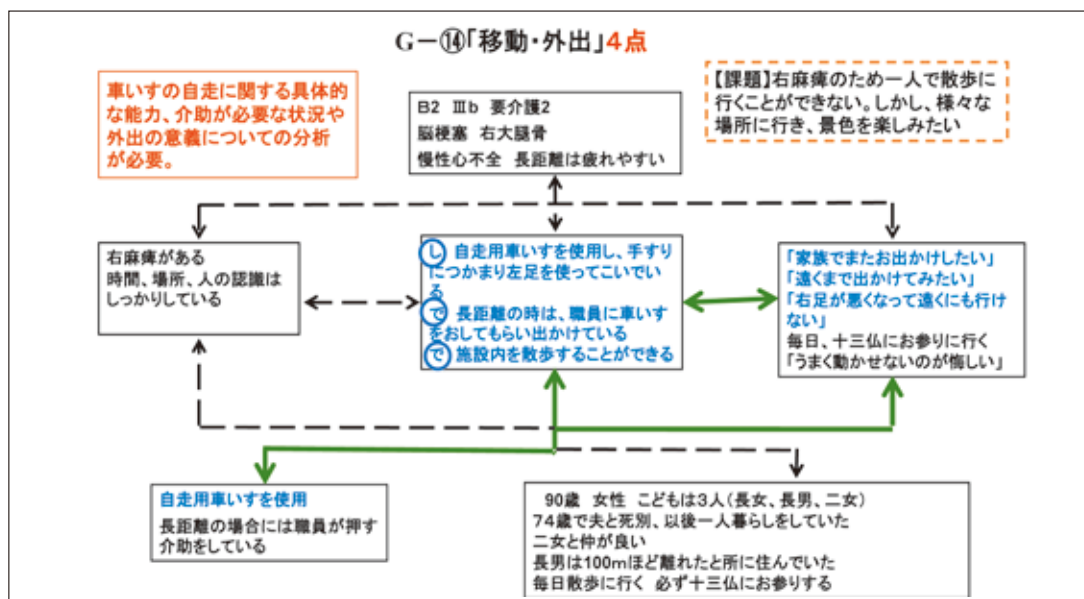 G－⑭「移動・外出」4点
車いすの自走に関する具体的
な能力、介助が必要な状況や
外出の意義についての分析
が必要。
B2 Ⅲb 要介護2
脳梗塞 右大腿骨
慢性心不全 長距離は疲れやすい
【課題】右麻痺のため一人で散歩に
行くことができない。しかし、様々な
場所に行き、景色を楽しみたい
右麻痺がある
時間、場所、人の認識は
しっかりしている
し 自走用車いすを使用し、手すり
につかまり左足を使ってこいでい
る
で 長距離の時は、職員に車いす
をおしてもらい出かけている
で 施設内を散歩することができる
「家族でまたお出かけしたい」
「遠くまで出かけてみたい」
「右足が悪くなって遠くにも行け
ない」
毎日、十三仏にお参りに行く
「うまく動かせないのが悔しい」
自走用車いすを使用
長距離の場合には職員が押す
介助をしている
90歳 女性 こどもは3人(長女、長男、二女)
74歳で夫と死別、以後一人暮らしをしていた
二女と仲が良い
長男は100mほど離れたと所に住んでいた
毎日散歩に行く 必ず十三仏にお参りする